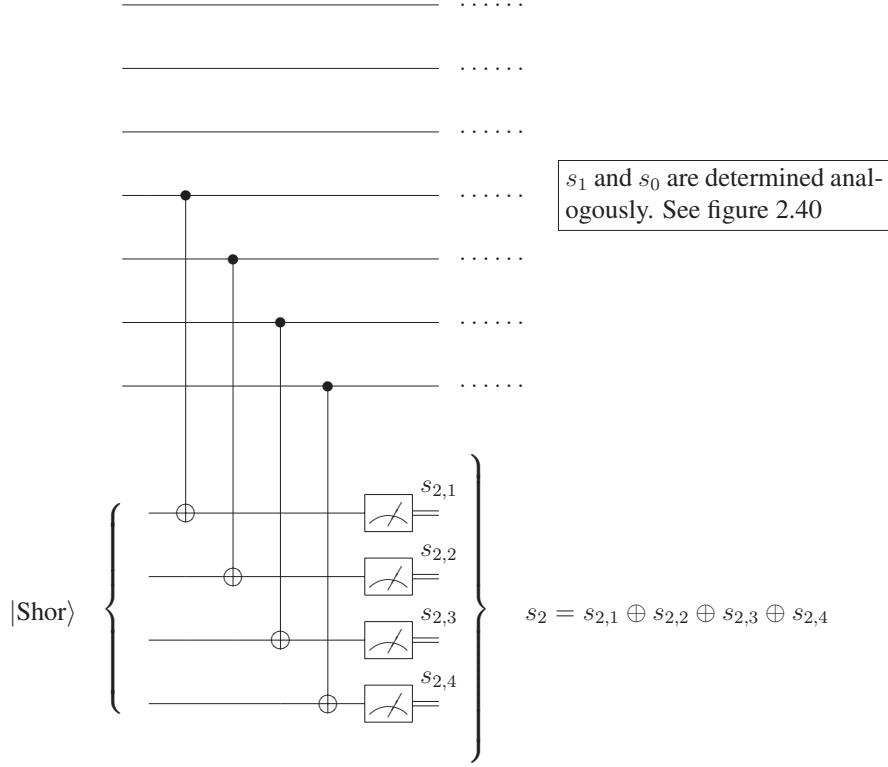 ······
······
······
······
s₁ and s₀ are determined anal-
ogously. See figure 2.40
······
······
······
s₂,₁
s₂,₂
s₂,₃
s₂,₄
|Shor⟩
s₂ = s₂,₁ ⊕ s₂,₂ ⊕ s₂,₃ ⊕ s₂,₄